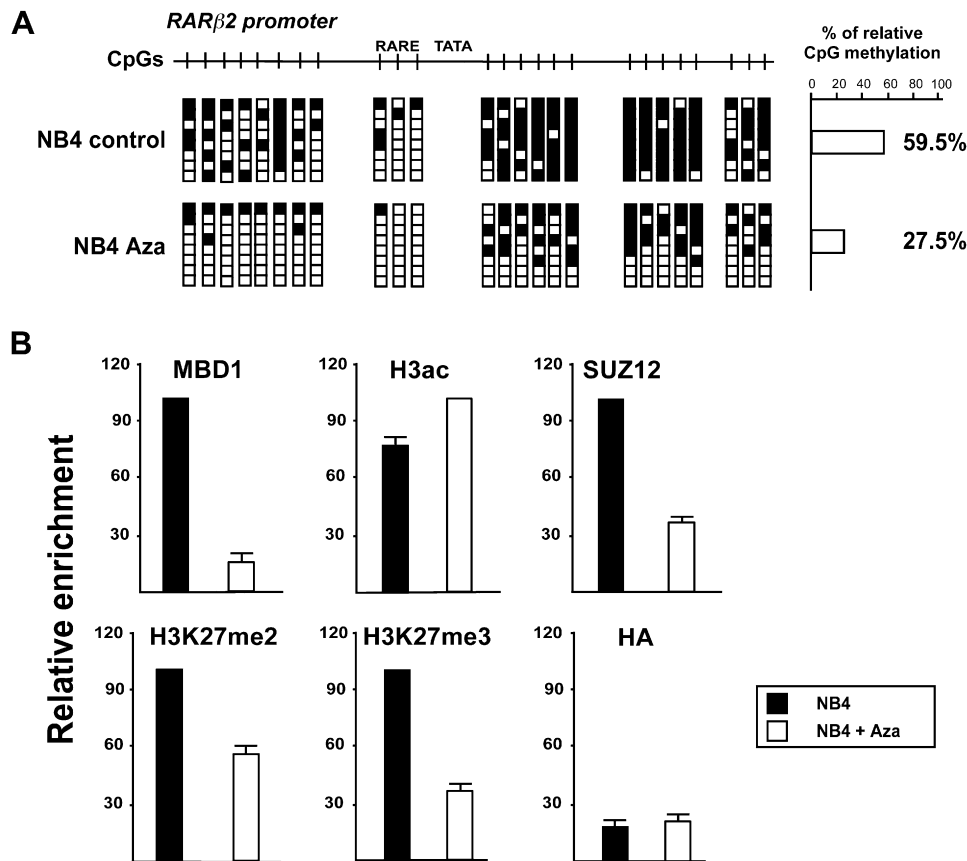 A
RARβ2 promoter
RARE TATA
CpGs
% of relative
CpG methylation
0 20 40 60 80 100
NB4 control
59.5%
NB4 Aza
27.5%
B
Relative enrichment
MBD1
120
90
60
30
H3ac
120
90
60
30
SUZ12
120
90
60
30
H3K27me2
120
90
60
30
H3K27me3
120
90
60
30
HA
120
90
60
30
NB4
NB4 + Aza